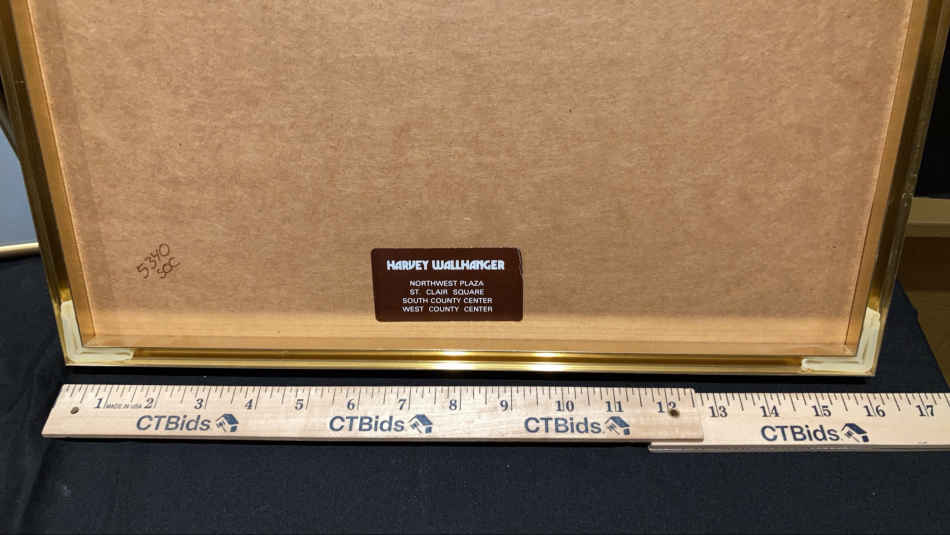 5340
SOC
HARVEY WALLHANGER
NORTHWEST PLAZA
ST. CLAIR SQUARE
SOUTH COUNTY CENTER
WEST COUNTY CENTER
1 MADE IN USA 2 3 4 5 6 7 8 9 10 11 12 13 14 15 16 17
CTBids CTBids CTBids CTBids